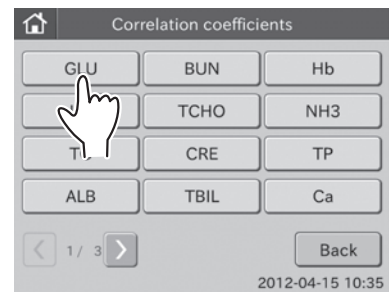 Correlation coefficients
GLU BUN Hb
TCHO NH3
CRE TP
ALB TBIL Ca
1/ 3 Back
2012-04-15 10:35